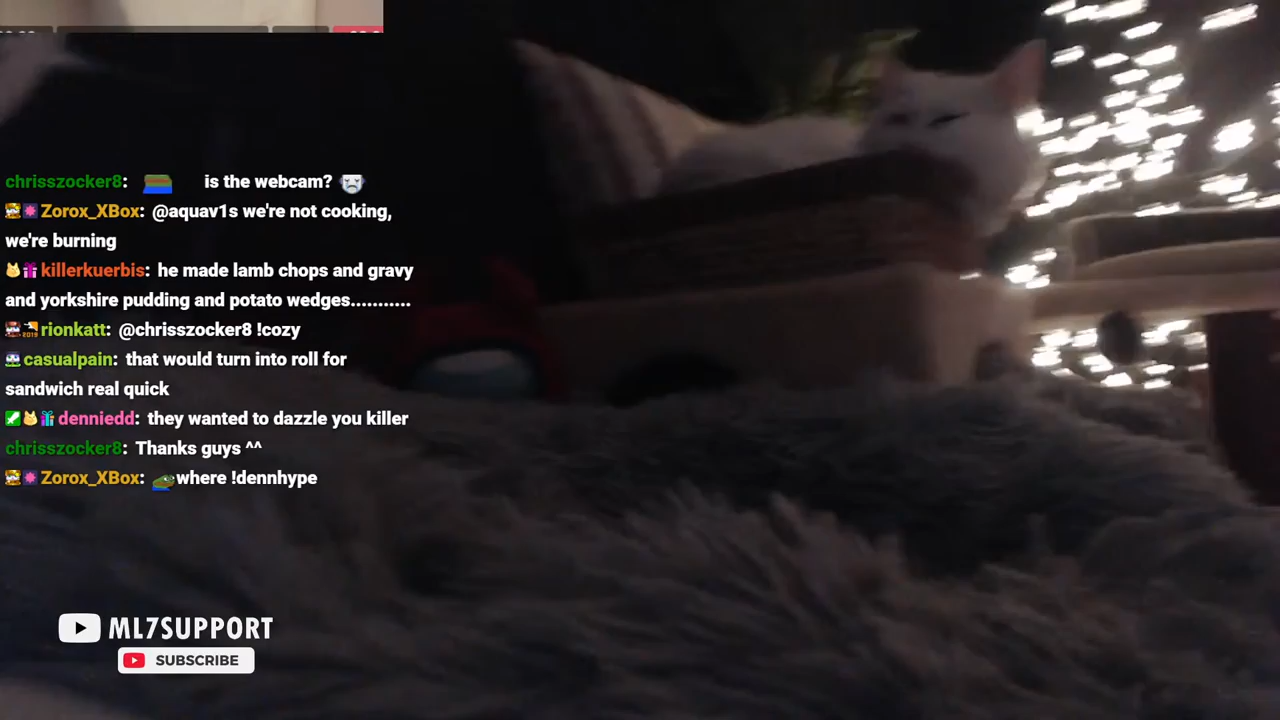 chrisszocker8: is the webcam?
Zorox_XBox: @aquav1s we're not cooking,
we're burning
killerkuerbis: he made lamb chops and gravy
and yorkshire pudding and potato wedges...........
rionkatt: @chrisszocker8 !cozy
casualpain: that would turn into roll for
sandwich real quick
denniedd: they wanted to dazzle you killer
chrisszocker8: Thanks guys ^^
Zorox_XBox: where !dennhype
ML7SUPPORT
SUBSCRIBE